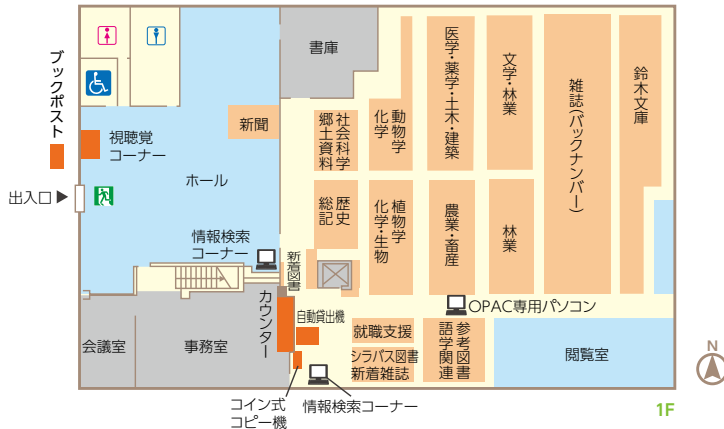 ブックポスト
出入口
視聴覚
コーナー
新聞
ホール
書庫
情報検索
コーナー
新着図書
社会科学
郷土資料
動物学
化学
医学・薬学・土木・建築
文学・林業
雑誌(バックナンバー)
鈴木文庫
歴史
総記
植物学
化学・生物
農業・畜産
林業
OPAC専用パソコン
会議室
事務室
カウンター
自動貸出機
就職支援
シラバス図書
新着雑誌
参考図書
語学関連
閲覧室
コイン式
コピー機
情報検索コーナー
N
1F